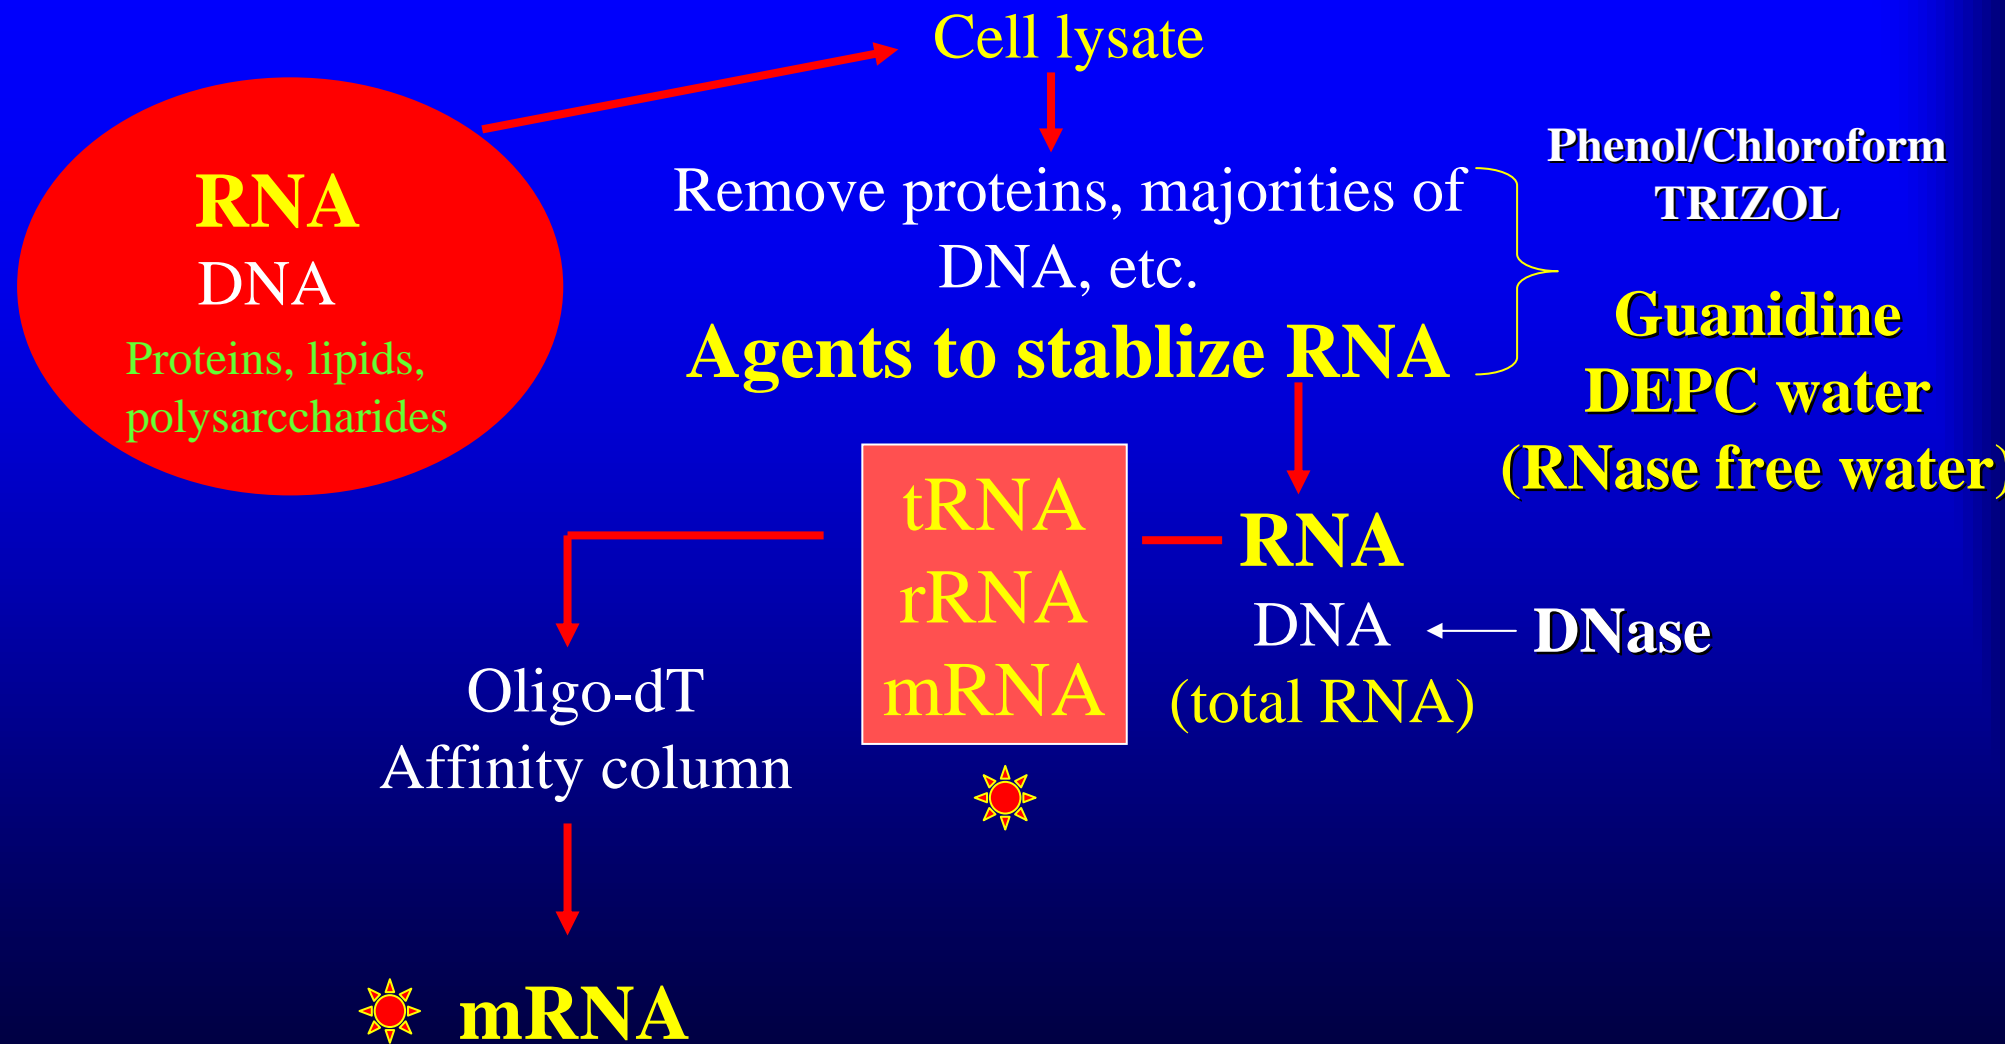 Cell lysate
RNA
DNA
Proteins, lipids,
polysarccharides
Remove proteins, majorities of
DNA, etc.
Agents to stablize RNA
Phenol/Chloroform
TRIZOL
Guanidine
DEPC water
(RNase free water)
tRNA
rRNA
mRNA
RNA
DNA
(total RNA)
DNase
Oligo-dT
Affinity column
mRNA